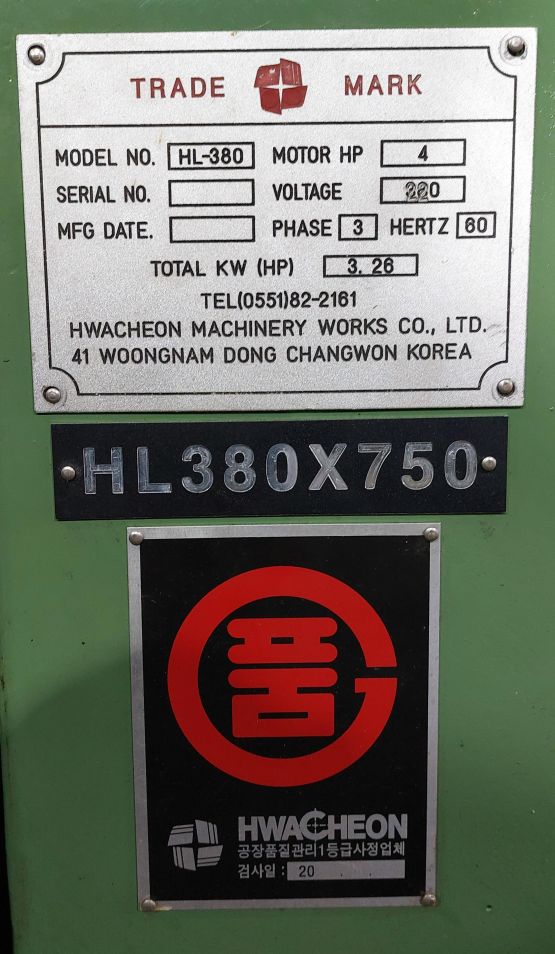 TRADE MARK
MODEL NO. HL-380 MOTOR HP 4
SERIAL NO. VOLTAGE 220
MFG DATE. PHASE 3 HERTZ 60
TOTAL KW (HP) 3.26
TEL(0551)82-2161
HWACHEON MACHINERY WORKS CO., LTD.
41 WOONGNAM DONG CHANGWON KOREA
HL380X750
품
HWACHEON
공장품질관리1등급사정업체
검사일 : 20 . .